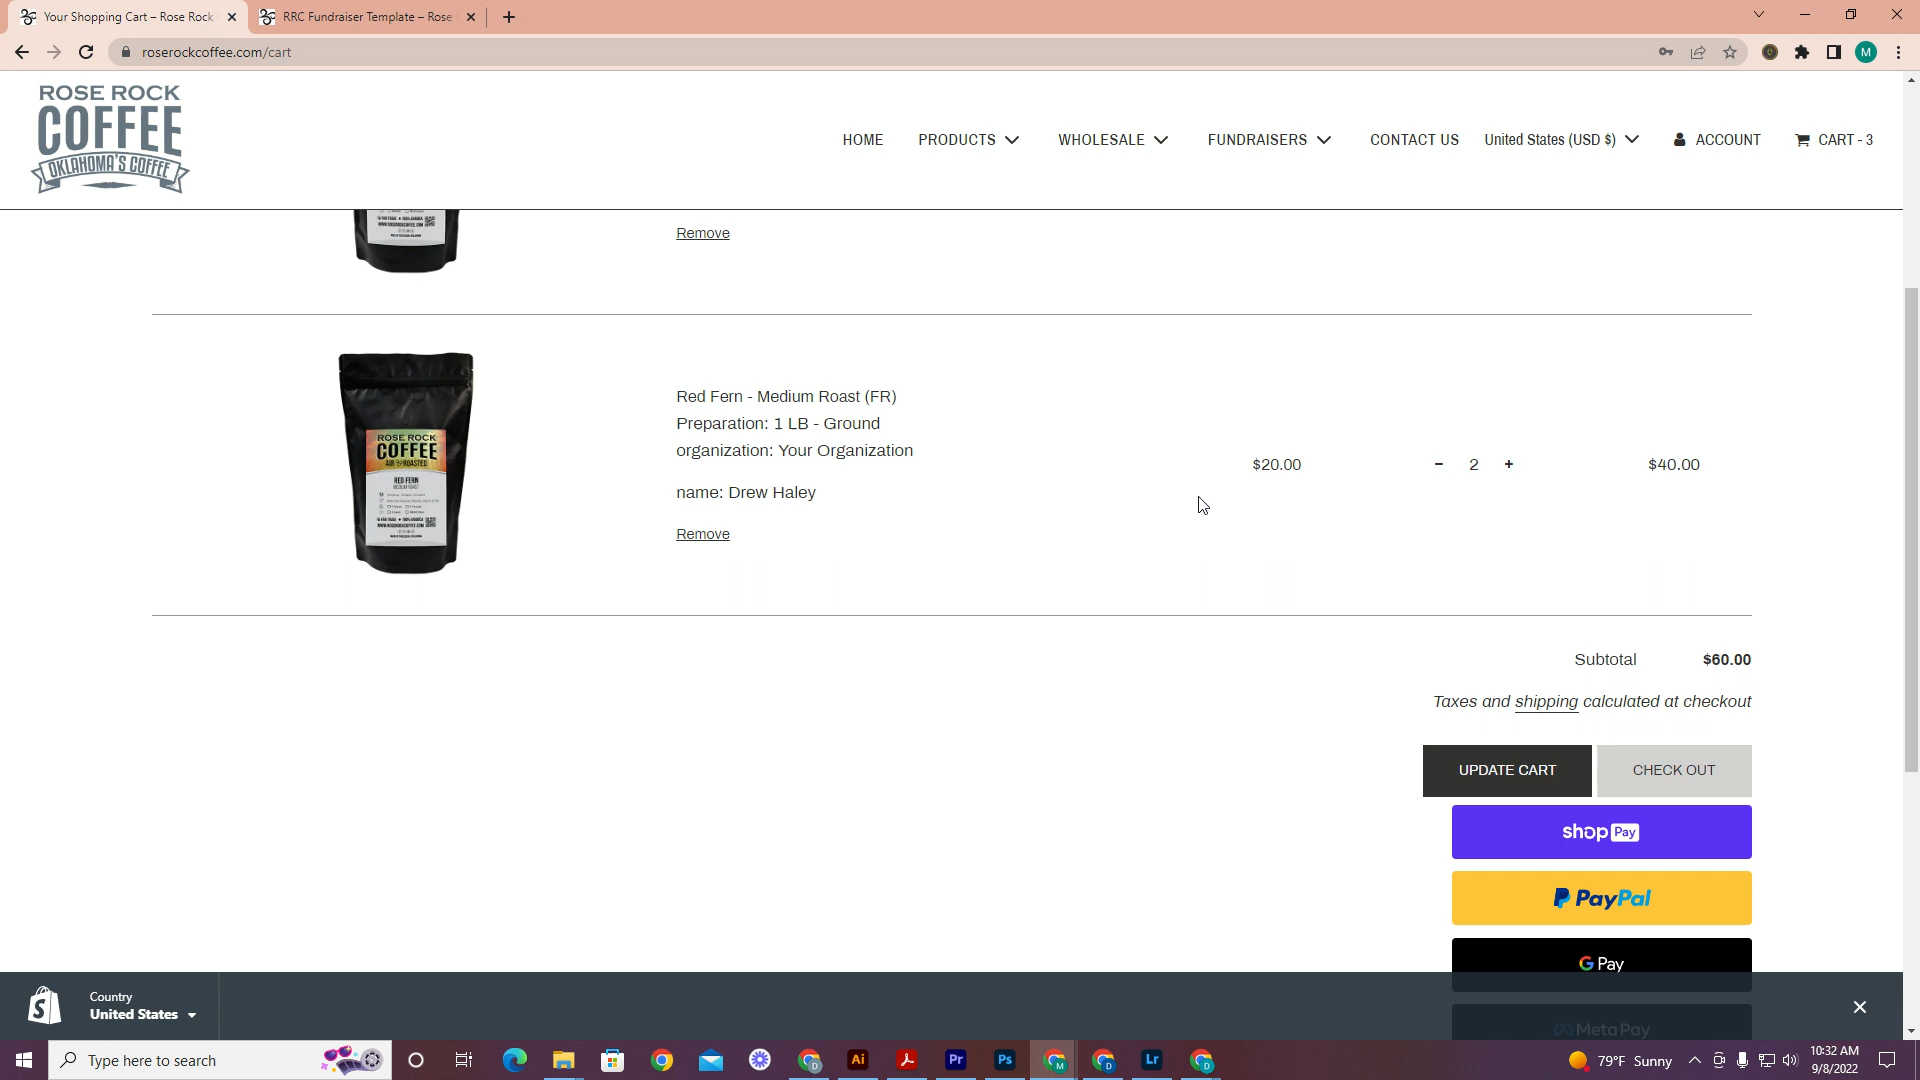 Your Shopping Cart – Rose Rock
RRC Fundraiser Template – Rose
roserockcoffee.com/cart
M
ROSE ROCK
COFFEE
OKLAHOMA'S COFFEE
HOME
PRODUCTS
WHOLESALE
FUNDRAISERS
CONTACT US
United States (USD $)
ACCOUNT
CART - 3
Remove
ROSE ROCK
COFFEE
AIR ROASTED
RED FERN
MEDIUM ROAST
Red Fern - Medium Roast (FR)
Preparation: 1 LB - Ground
organization: Your Organization
name: Drew Haley
Remove
$20.00
− 2 +
$40.00
Subtotal $60.00
Taxes and shipping calculated at checkout
UPDATE CART
CHECK OUT
shop Pay
PayPal
G Pay
Meta Pay
Country
United States
Type here to search
Ai
Pr
Ps
Lr
79°F Sunny
10:32 AM
9/8/2022